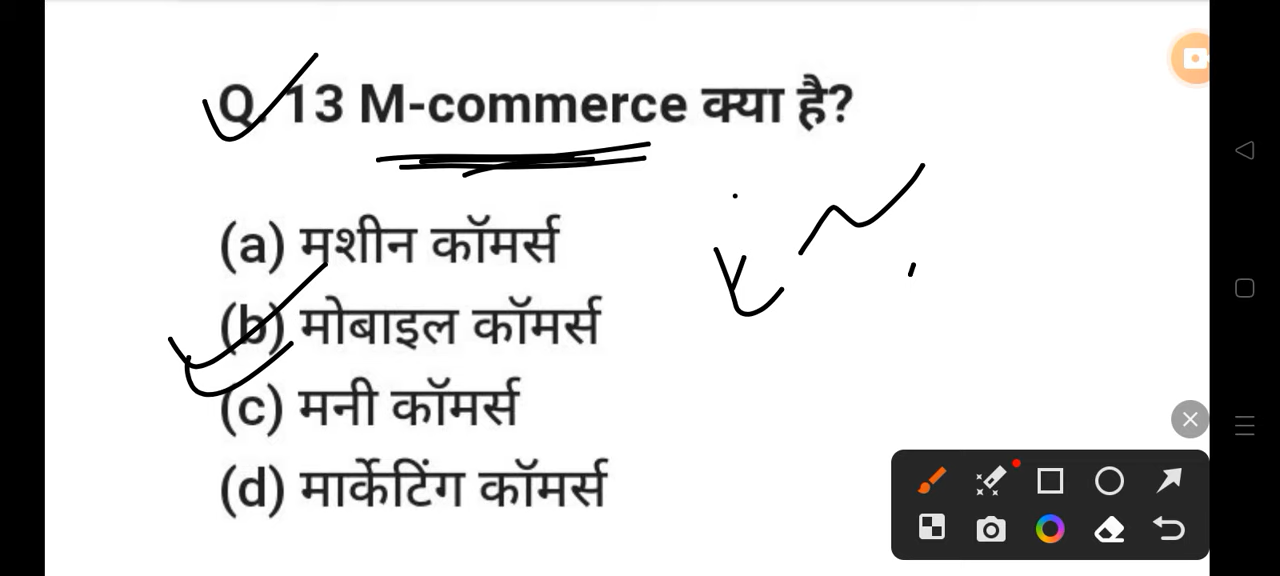 Q. 13 M-commerce क्या है?
(a) मशीन कॉमर्स
(b) मोबाइल कॉमर्स
(c) मनी कॉमर्स
(d) मार्केटिंग कॉमर्स